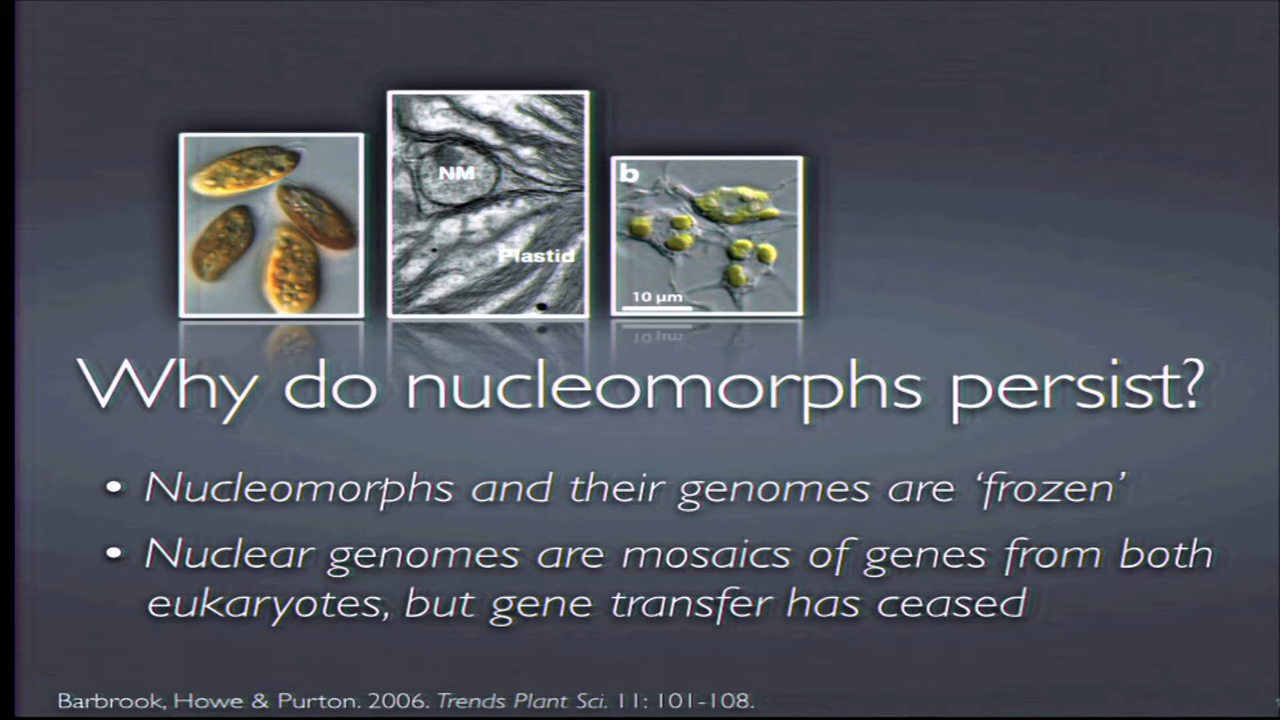 NM
Plastid
b
10 µm
Why do nucleomorphs persist?
• Nucleomorphs and their genomes are ‘frozen’
• Nuclear genomes are mosaics of genes from both
eukaryotes, but gene transfer has ceased
Barbrook, Howe & Purton. 2006. Trends Plant Sci. 11: 101-108.